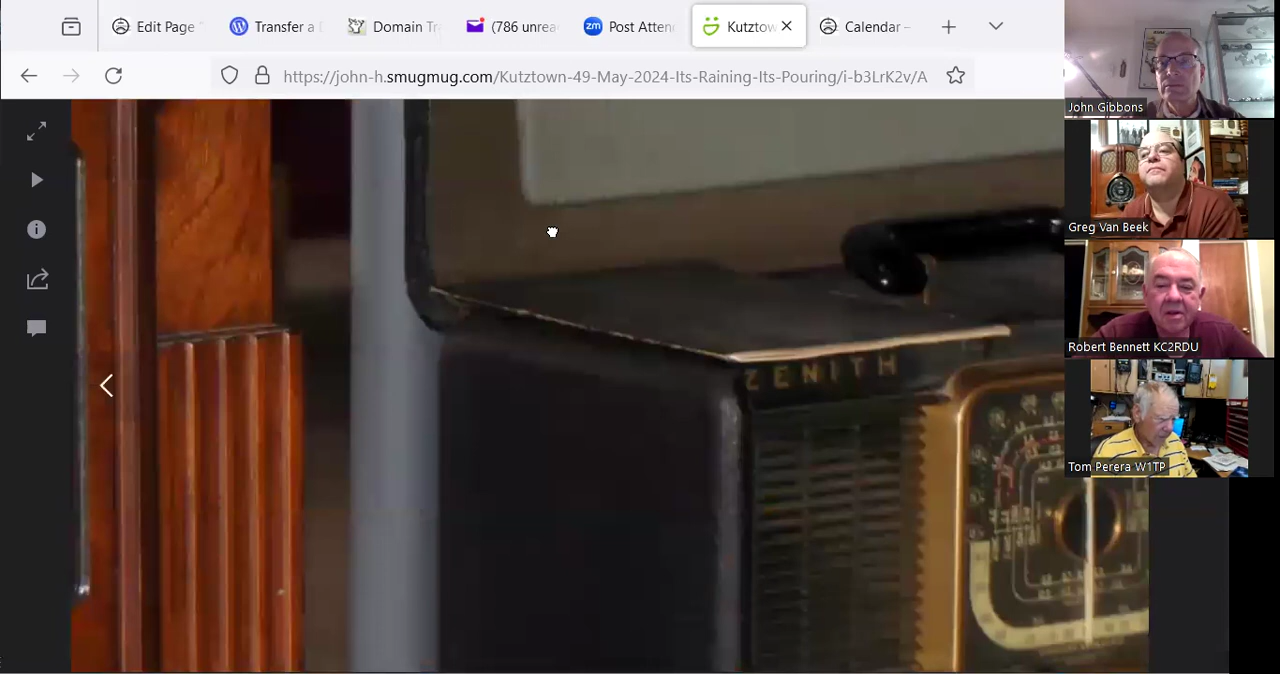 Edit Page
Transfer a
Domain Tr
(786 unrea
zm
Post Atten
Kutztow
Calendar –
https://john-h.smugmug.com/Kutztown-49-May-2024-Its-Raining-Its-Pouring/i-b3LrK2v/A
John Gibbons
Greg Van Beek
Robert Bennett KC2RDU
Tom Perera W1TP
ZENITH